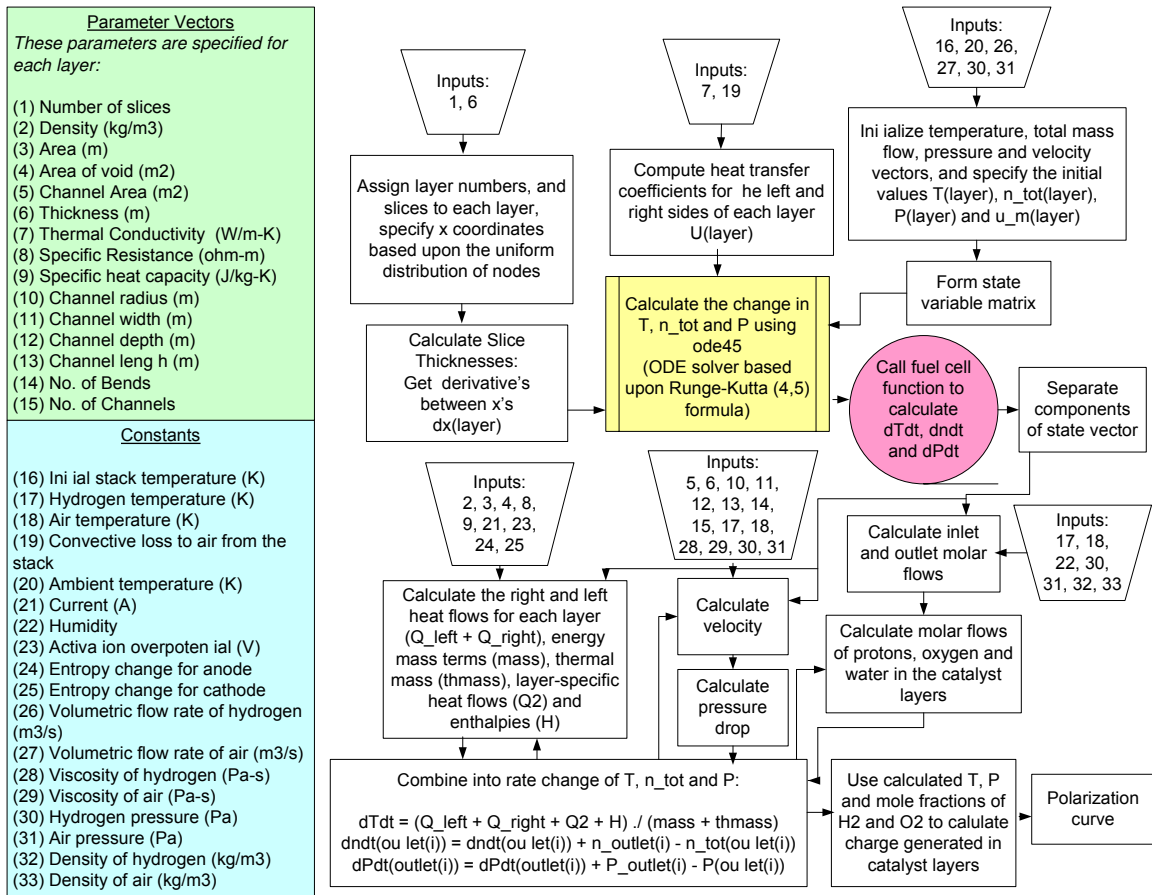 Parameter Vectors
These parameters are specified for
each layer:
(1) Number of slices
(2) Density (kg/m3)
(3) Area (m)
(4) Area of void (m2)
(5) Channel Area (m2)
(6) Thickness (m)
(7) Thermal Conductivity (W/m-K)
(8) Specific Resistance (ohm-m)
(9) Specific heat capacity (J/kg-K)
(10) Channel radius (m)
(11) Channel width (m)
(12) Channel depth (m)
(13) Channel leng h (m)
(14) No. of Bends
(15) No. of Channels
Constants
(16) Ini ial stack temperature (K)
(17) Hydrogen temperature (K)
(18) Air temperature (K)
(19) Convective loss to air from the
stack
(20) Ambient temperature (K)
(21) Current (A)
(22) Humidity
(23) Activa ion overpoten ial (V)
(24) Entropy change for anode
(25) Entropy change for cathode
(26) Volumetric flow rate of hydrogen
(m3/s)
(27) Volumetric flow rate of air (m3/s)
(28) Viscosity of hydrogen (Pa-s)
(29) Viscosity of air (Pa-s)
(30) Hydrogen pressure (Pa)
(31) Air pressure (Pa)
(32) Density of hydrogen (kg/m3)
(33) Density of air (kg/m3)
Inputs:
1, 6
Assign layer numbers, and
slices to each layer,
specify x coordinates
based upon the uniform
distribution of nodes
Calculate Slice
Thicknesses:
Get derivative's
between x's
dx(layer)
Inputs:
7, 19
Compute heat transfer
coefficients for he left and
right sides of each layer
U(layer)
Inputs:
16, 20, 26,
27, 30, 31
Ini ialize temperature, total mass
flow, pressure and velocity
vectors, and specify the initial
values T(layer), n_tot(layer),
P(layer) and u_m(layer)
Form state
variable matrix
Calculate the change in
T, n_tot and P using
ode45
(ODE solver based
upon Runge-Kutta (4,5)
formula)
Call fuel cell
function to
calculate
dTdt, dndt
and dPdt
Separate
components
of state vector
Inputs:
2, 3, 4, 8,
9, 21, 23,
24, 25
Calculate the right and left
heat flows for each layer
(Q_left + Q_right), energy
mass terms (mass), thermal
mass (thmass), layer-specific
heat flows (Q2) and
enthalpies (H)
Inputs:
5, 6, 10, 11,
12, 13, 14,
15, 17, 18,
28, 29, 30, 31
Calculate
velocity
Calculate
pressure
drop
Calculate inlet
and outlet molar
flows
Inputs:
17, 18,
22, 30,
31, 32, 33
Calculate molar flows
of protons, oxygen and
water in the catalyst
layers
Combine into rate change of T, n_tot and P:
dTdt = (Q_left + Q_right + Q2 + H) ./ (mass + thmass)
dndt(ou let(i)) = dndt(ou let(i)) + n_outlet(i) - n_tot(ou let(i))
dPdt(outlet(i)) = dPdt(outlet(i)) + P_outlet(i) - P(ou let(i))
Use calculated T, P
and mole fractions of
H2 and O2 to calulate
charge generated in
catalyst layers
Polarization
curve